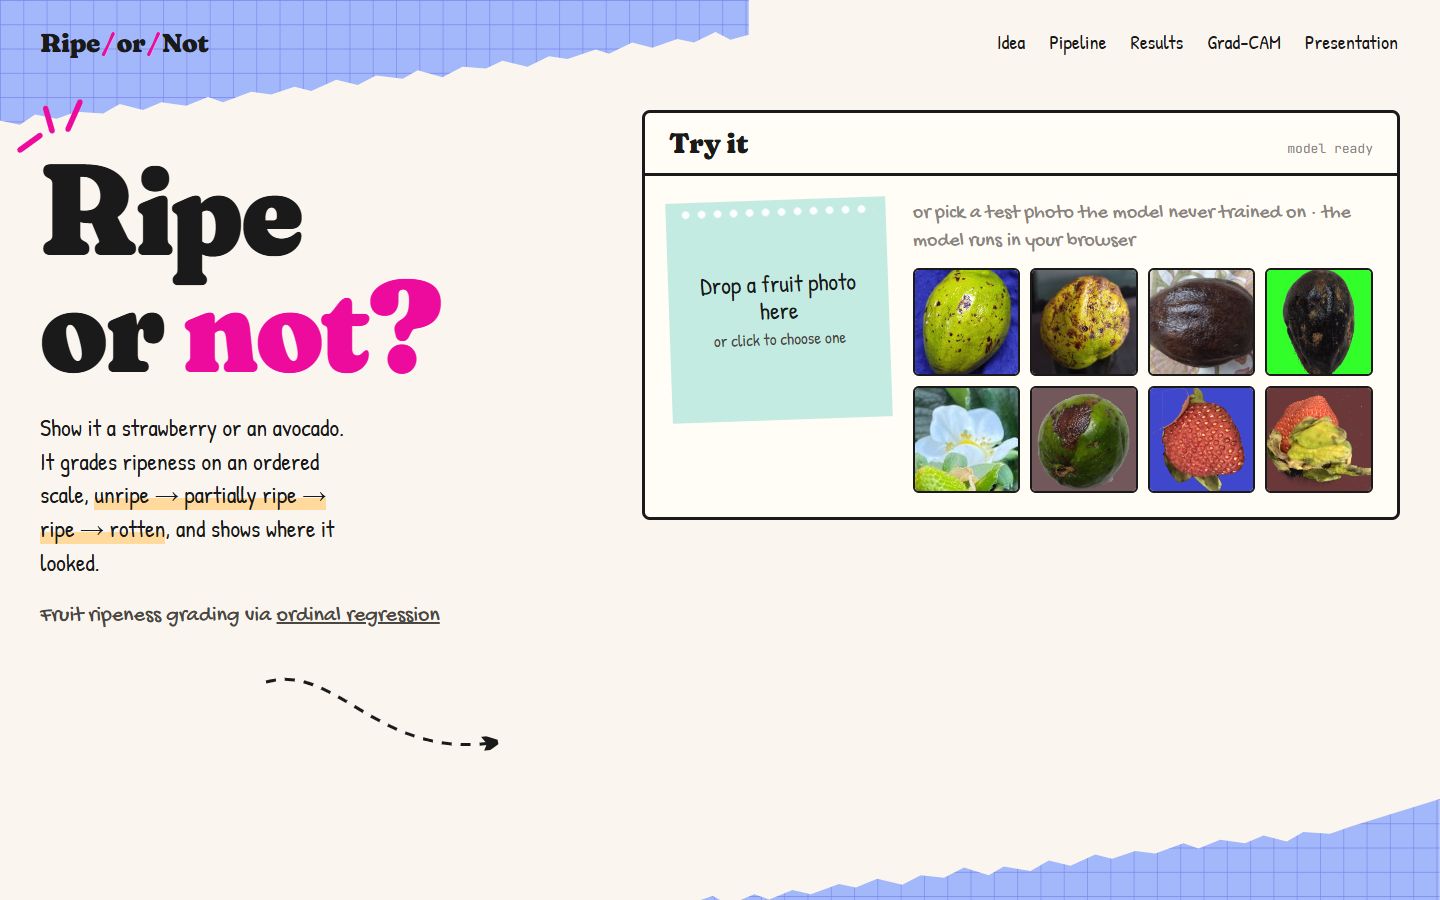 Ripe/or/Not
Idea Pipeline Results Grad-CAM Presentation
Ripe
or not?
Show it a strawberry or an avocado.
It grades ripeness on an ordered
scale, unripe → partially ripe →
ripe → rotten, and shows where it
looked.
Fruit ripeness grading via ordinal regression
Try it
model ready
Drop a fruit photo
here
or click to choose one
or pick a test photo the model never trained on · the
model runs in your browser